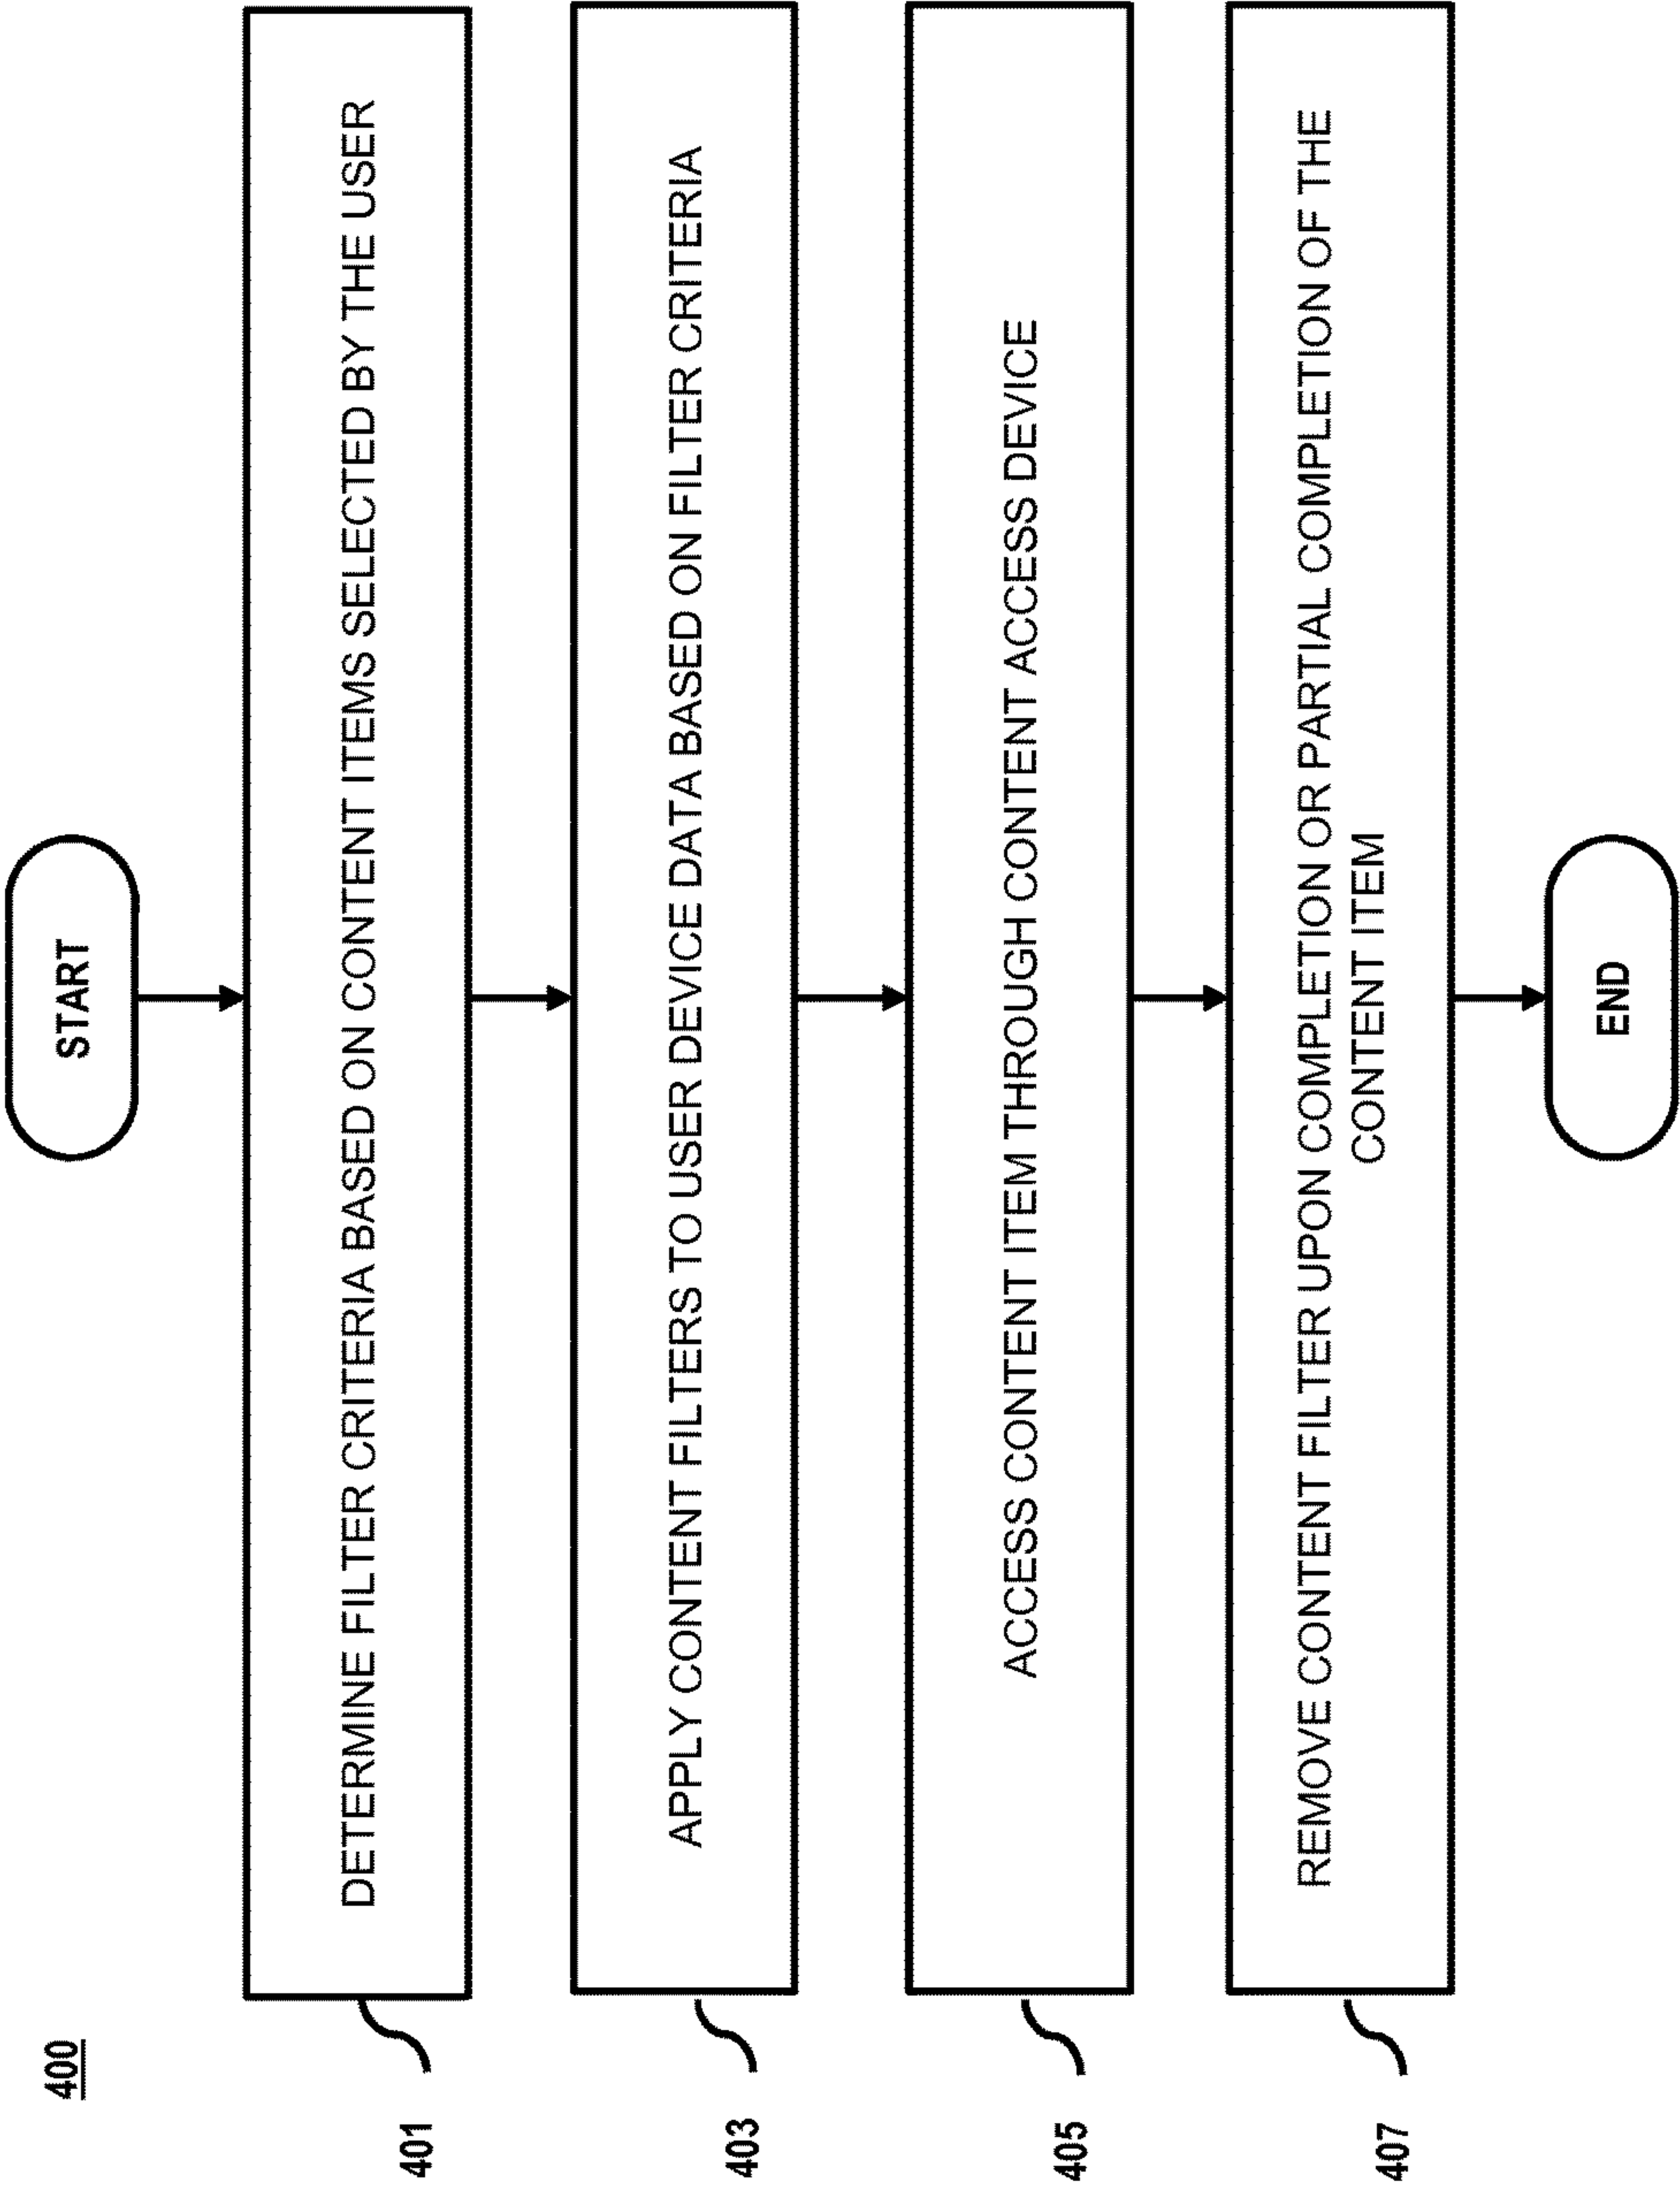 400
START
401
DETERMINE FILTER CRITERIA BASED ON CONTENT ITEMS SELECTED BY THE USER
403
APPLY CONTENT FILTERS TO USER DEVICE DATA BASED ON FILTER CRITERIA
405
ACCESS CONTENT ITEM THROUGH CONTENT ACCESS DEVICE
407
REMOVE CONTENT FILTER UPON COMPLETION OR PARTIAL COMPLETION OF THE
CONTENT ITEM
END